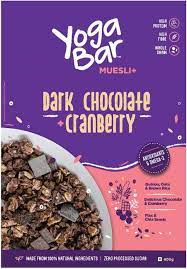 Yoga
Bar
MUESLI+
HIGH
PROTEIN
HIGH
FIBRE
WHOLE
GRAIN
DARK CHOCOLATE
+CRANBERRY
ANTIOXIDANTS
& OMEGA-3
Quinoa, Oats &
Brown Rice
Delicious Chocolate
& Cranberry
Flax &
Chia Seeds
MADE FROM 100% NATURAL INGREDIENTS | ZERO PROCESSED SUGAR
400g